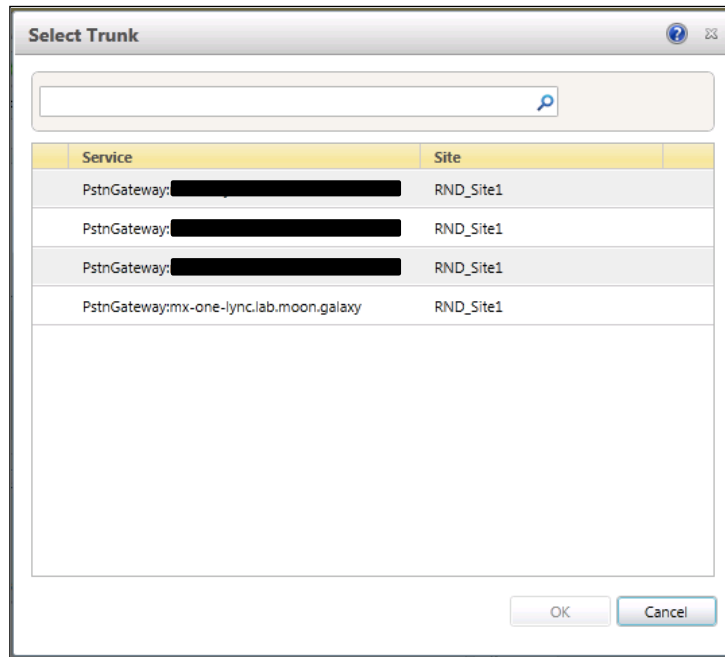 Select Trunk
Service Site
PstnGateway: RND_Site1
PstnGateway: RND_Site1
PstnGateway: RND_Site1
PstnGateway:mx-one-lync.lab.moon.galaxy RND_Site1
OK Cancel